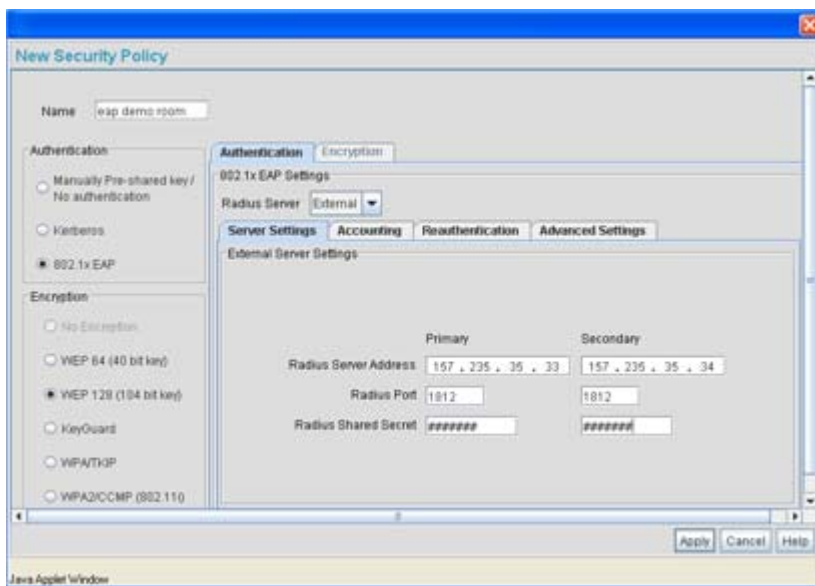 New Security Policy
Name eap demo room
Authentication
Manually Pre-shared key /
No authentication
Kerberos
802.1x EAP
Encryption
No Encryption
WEP 64 (40 bit key)
WEP 128 (104 bit key)
KeyGuard
WPA/TKIP
WPA2/CCMP (802.11i)
Authentication Encryption
802.1x EAP Settings
Radius Server External
Server Settings Accounting Reauthentication Advanced Settings
External Server Settings
Primary Secondary
Radius Server Address 157 . 235 . 35 . 33 157 . 235 . 35 . 34
Radius Port 1812 1812
Radius Shared Secret ####### #######
Apply Cancel Help
Java Applet Window